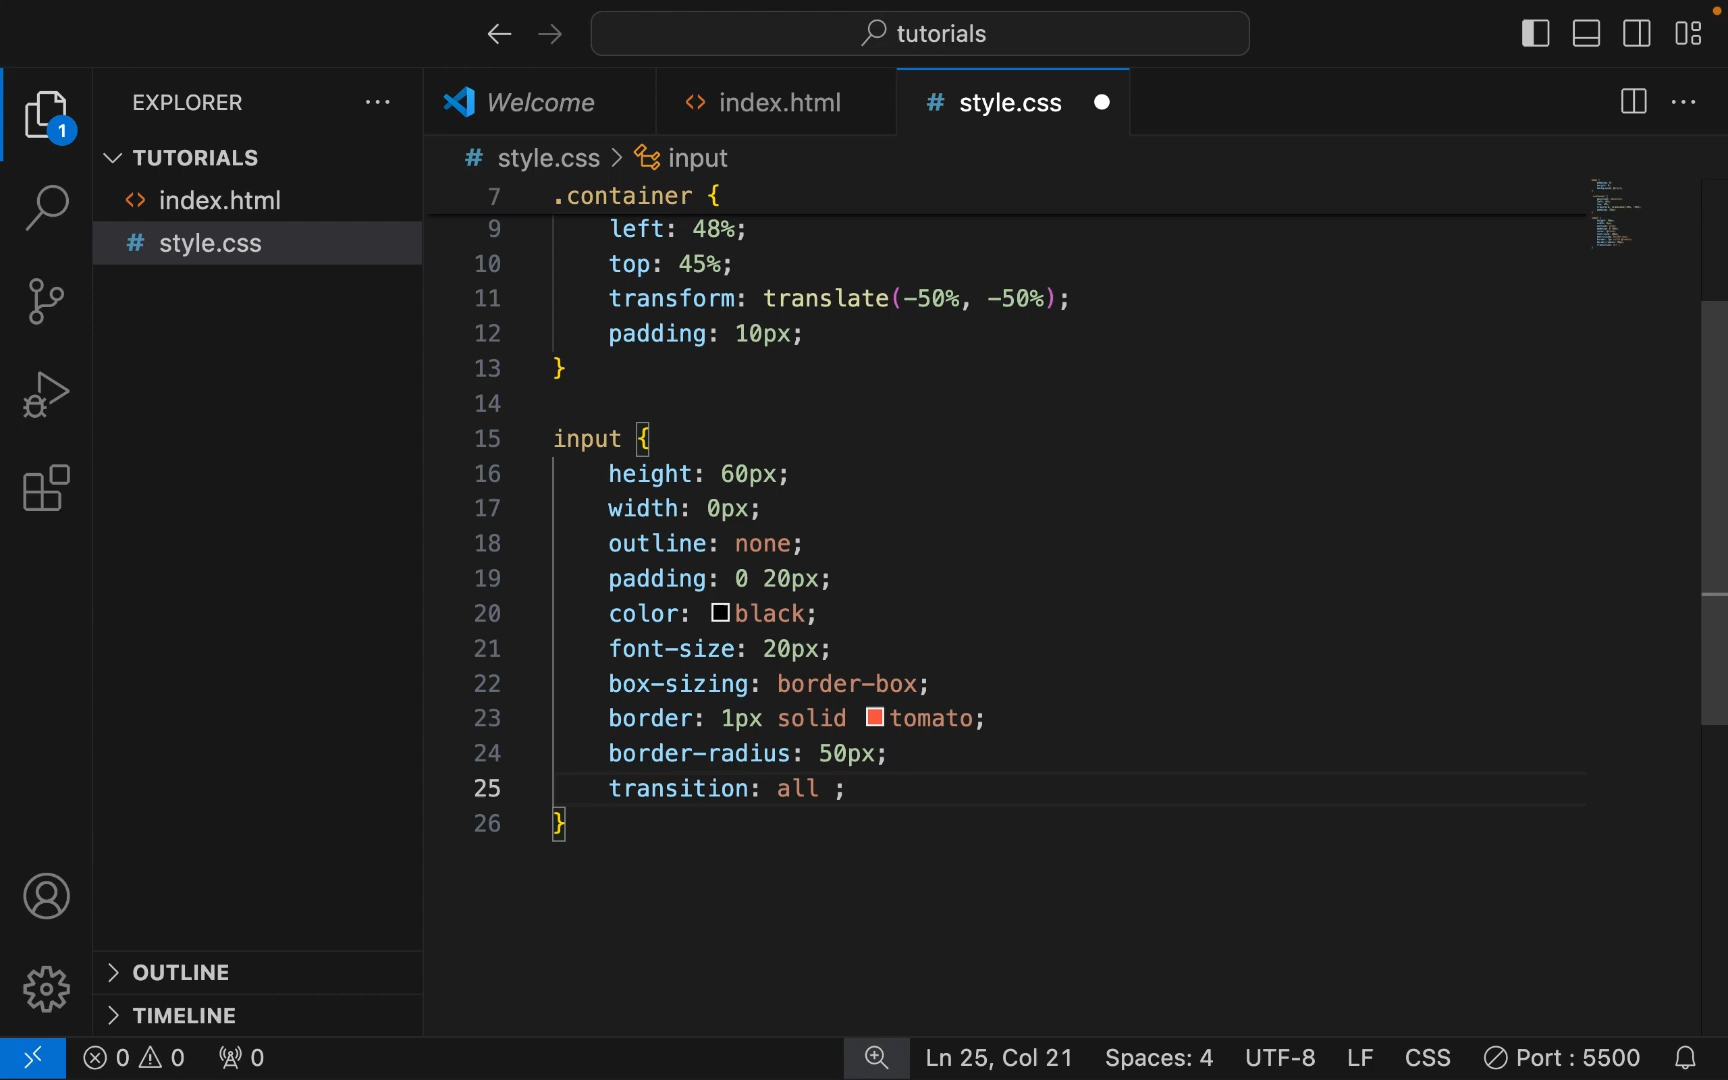 tutorials
EXPLORER
Welcome
index.html
# style.css
1
TUTORIALS
index.html
# style.css
# style.css > input
7 .container {
9 left: 48%;
10 top: 45%;
11 transform: translate(-50%, -50%);
12 padding: 10px;
13 }
14
15 input {
16 height: 60px;
17 width: 0px;
18 outline: none;
19 padding: 0 20px;
20 color: black;
21 font-size: 20px;
22 box-sizing: border-box;
23 border: 1px solid tomato;
24 border-radius: 50px;
25 transition: all ;
26 }
OUTLINE
TIMELINE
0 0 0 Ln 25, Col 21 Spaces: 4 UTF-8 LF CSS Port : 5500